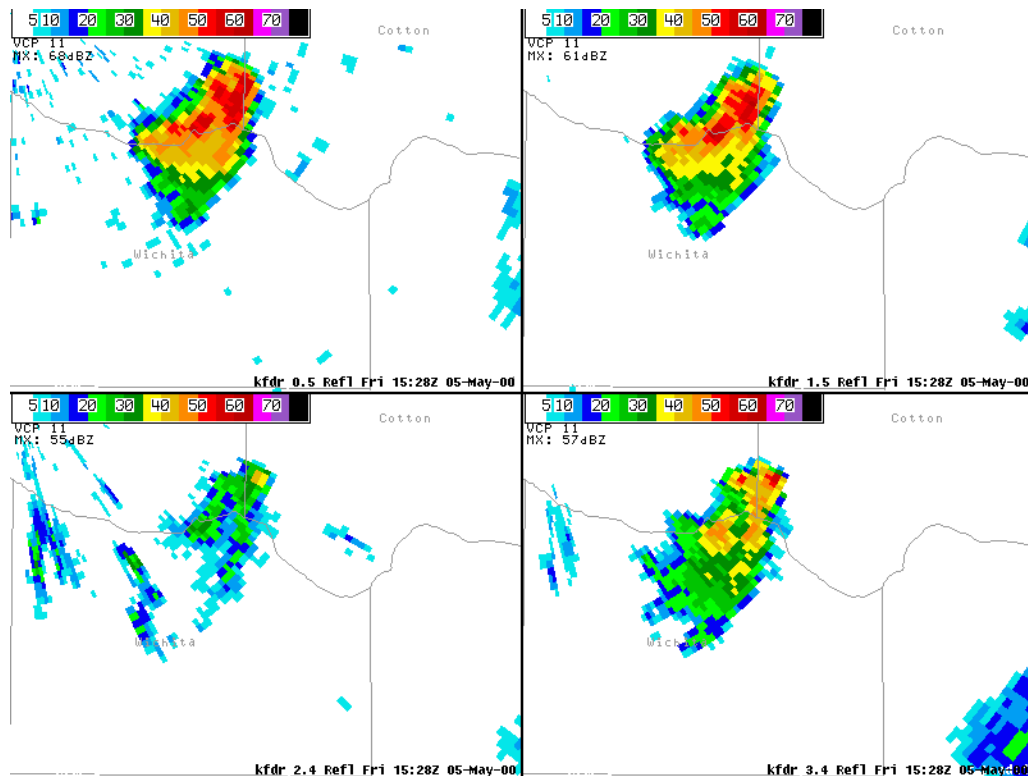 5 10 20 30 40 50 60 70
VCP 11
MX: 68dBZ
Cotton
Wichita
kfdr 0.5 Refl Fri 15:28Z 05-May-00
5 10 20 30 40 50 60 70
VCP 11
MX: 61dBZ
Cotton
Wichita
kfdr 1.5 Refl Fri 15:28Z 05-May-00
5 10 20 30 40 50 60 70
VCP 11
MX: 55dBZ
Cotton
Wichita
kfdr 2.4 Refl Fri 15:28Z 05-May-00
5 10 20 30 40 50 60 70
VCP 11
MX: 57dBZ
Cotton
Wichita
kfdr 3.4 Refl Fri 15:28Z 05-May-00